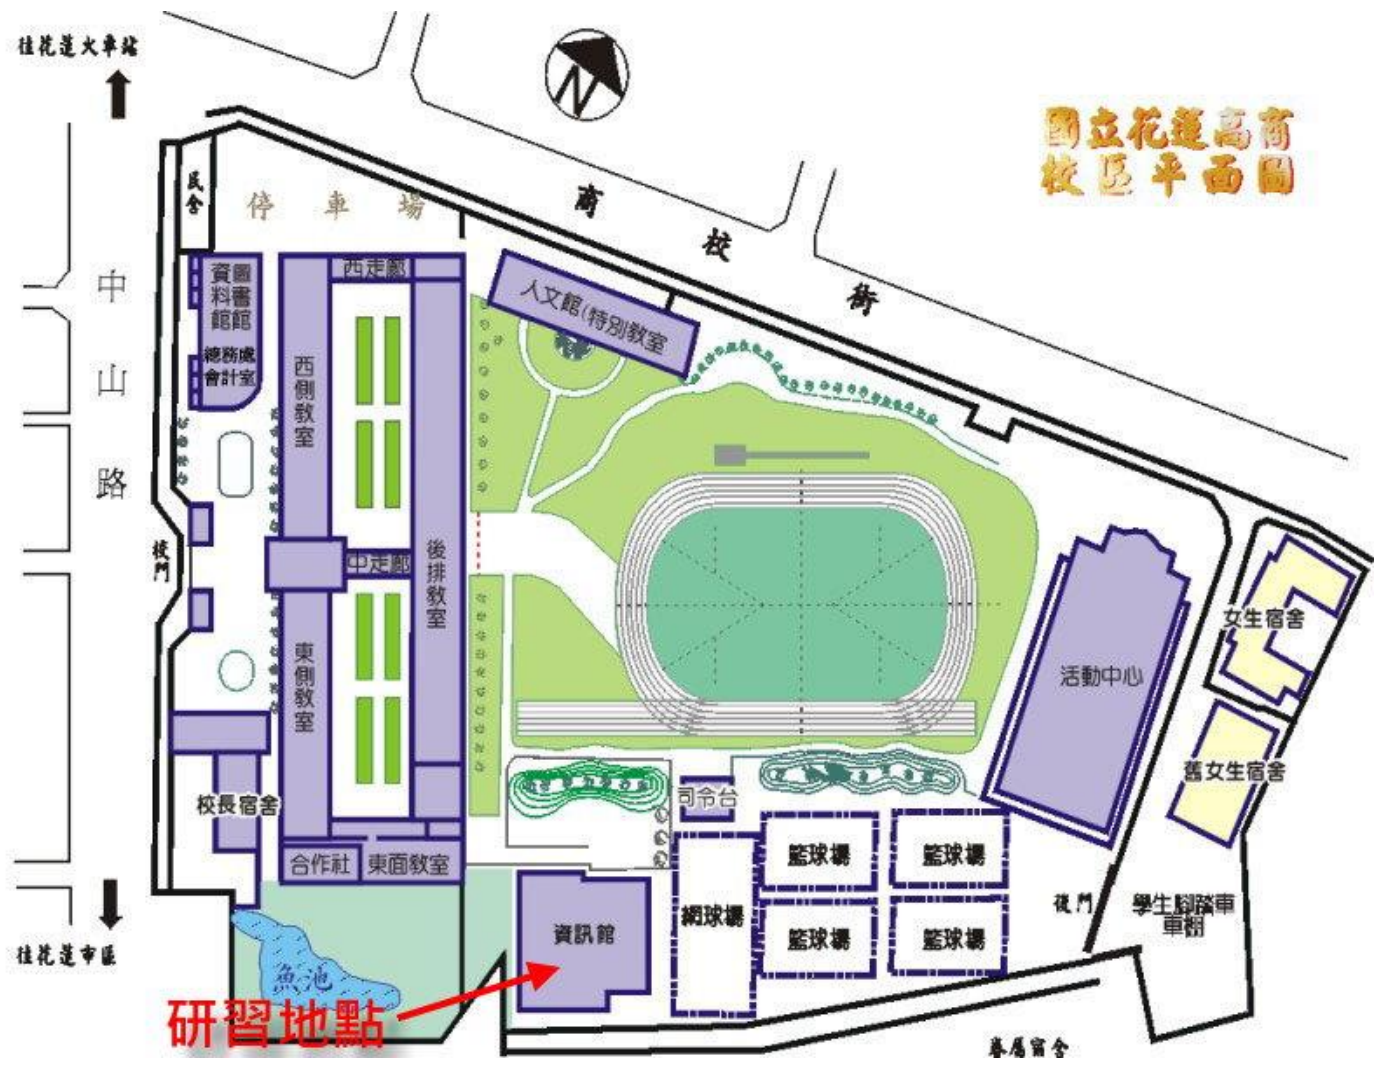 往花蓮火車站
國立花蓮高商
校區平面圖
民舍
停車場
商校街
中山路
西走廊
圖書館
資料館
總務處
會計室
人文館(特別教室
西側教室
中走廊
後排教室
校門
東側教室
活動中心
女生宿舍
舊女生宿舍
校長宿舍
司令台
合作社
東面教室
籃球場
籃球場
網球場
籃球場
籃球場
後門
學生腳踏車
車棚
資訊館
往花蓮市區
魚池
研習地點
眷屬宿舍
N